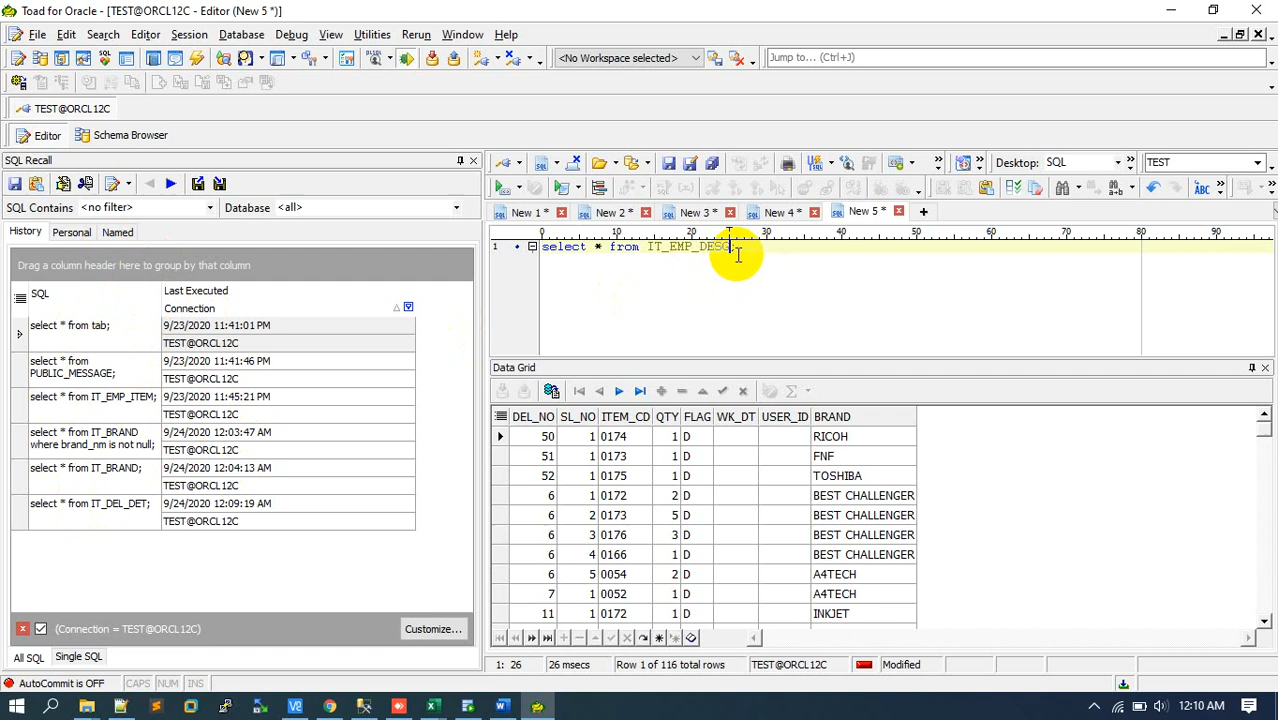 Toad for Oracle - [TEST@ORCL12C - Editor (New 5 *)]
File Edit Search Editor Session Database Debug View Utilities Rerun Window Help
<No Workspace selected> Jump to... (Ctrl+J)
TEST@ORCL12C
Editor Schema Browser
SQL Recall
Desktop: SQL TEST
SQL Contains <no filter> Database <all>
New 1 * New 2 * New 3 * New 4 * New 5 *
History Personal Named
0 10 20 30 40 50 60 70 80 90
1 select * from IT_EMP_DESG;
Drag a column header here to group by that column
SQL Last Executed
Connection
select * from tab; 9/23/2020 11:41:01 PM
TEST@ORCL12C
select * from 9/23/2020 11:41:46 PM
PUBLIC_MESSAGE; TEST@ORCL12C
select * from IT_EMP_ITEM; 9/23/2020 11:45:21 PM
TEST@ORCL12C
select * from IT_BRAND 9/24/2020 12:03:47 AM
where brand_nm is not null; TEST@ORCL12C
select * from IT_BRAND; 9/24/2020 12:04:13 AM
TEST@ORCL12C
select * from IT_DEL_DET; 9/24/2020 12:09:19 AM
TEST@ORCL12C
Data Grid
DEL_NO SL_NO ITEM_CD QTY FLAG WK_DT USER_ID BRAND
50 1 0174 1 D RICOH
51 1 0173 1 D FNF
52 1 0175 1 D TOSHIBA
6 1 0172 2 D BEST CHALLENGER
6 2 0173 5 D BEST CHALLENGER
6 3 0176 3 D BEST CHALLENGER
6 4 0166 1 D BEST CHALLENGER
6 5 0054 2 D A4TECH
7 1 0052 1 D A4TECH
11 1 0172 1 D INKJET
(Connection = TEST@ORCL12C) Customize...
All SQL Single SQL
1: 26 26 msecs Row 1 of 116 total rows TEST@ORCL12C Modified
AutoCommit is OFF CAPS NUM INS
12:10 AM